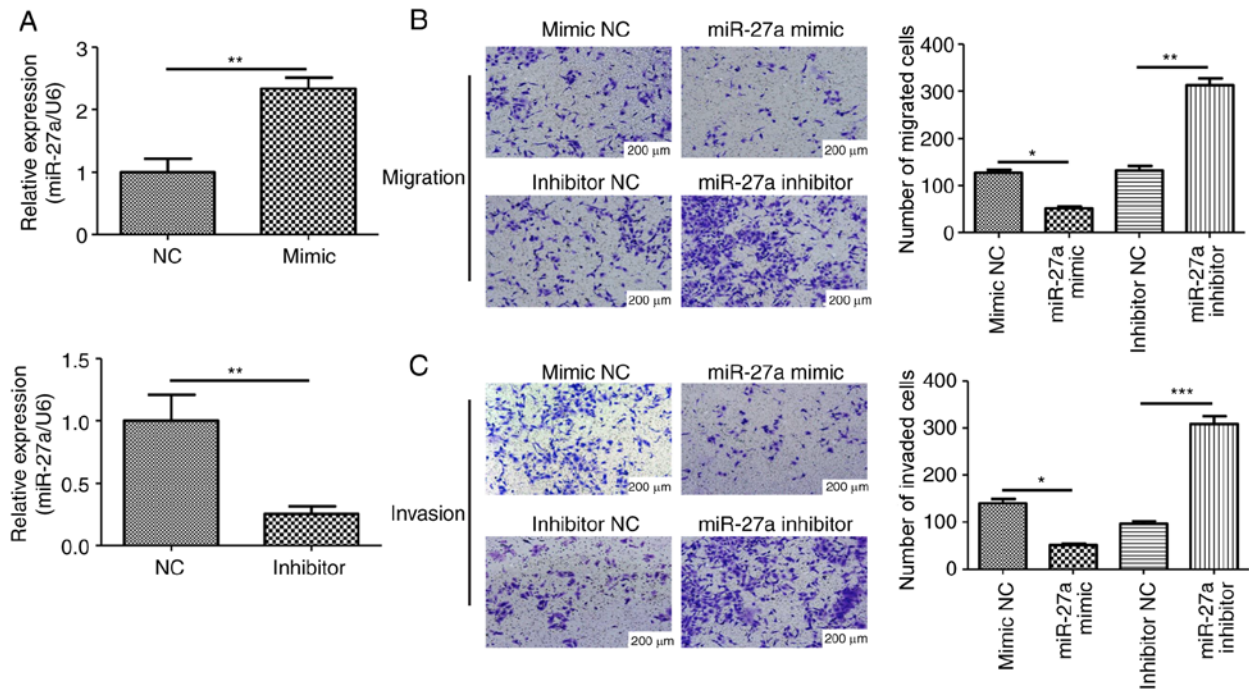 A
Relative expression
(miR-27a/U6)
3
2
1
0
**
NC
Mimic
Relative expression
(miR-27a/U6)
1.5
1.0
0.5
0.0
**
NC
Inhibitor
B
Migration
Mimic NC
miR-27a mimic
200 μm
200 μm
Inhibitor NC
miR-27a inhibitor
200 μm
200 μm
Number of migrated cells
400
300
200
100
0
*
**
Mimic NC
miR-27a
mimic
Inhibitor NC
miR-27a
inhibitor
C
Invasion
Mimic NC
miR-27a mimic
200 μm
200 μm
Inhibitor NC
miR-27a inhibitor
200 μm
200 μm
Number of invaded cells
400
300
200
100
0
*
***
Mimic NC
miR-27a
mimic
Inhibitor NC
miR-27a
inhibitor